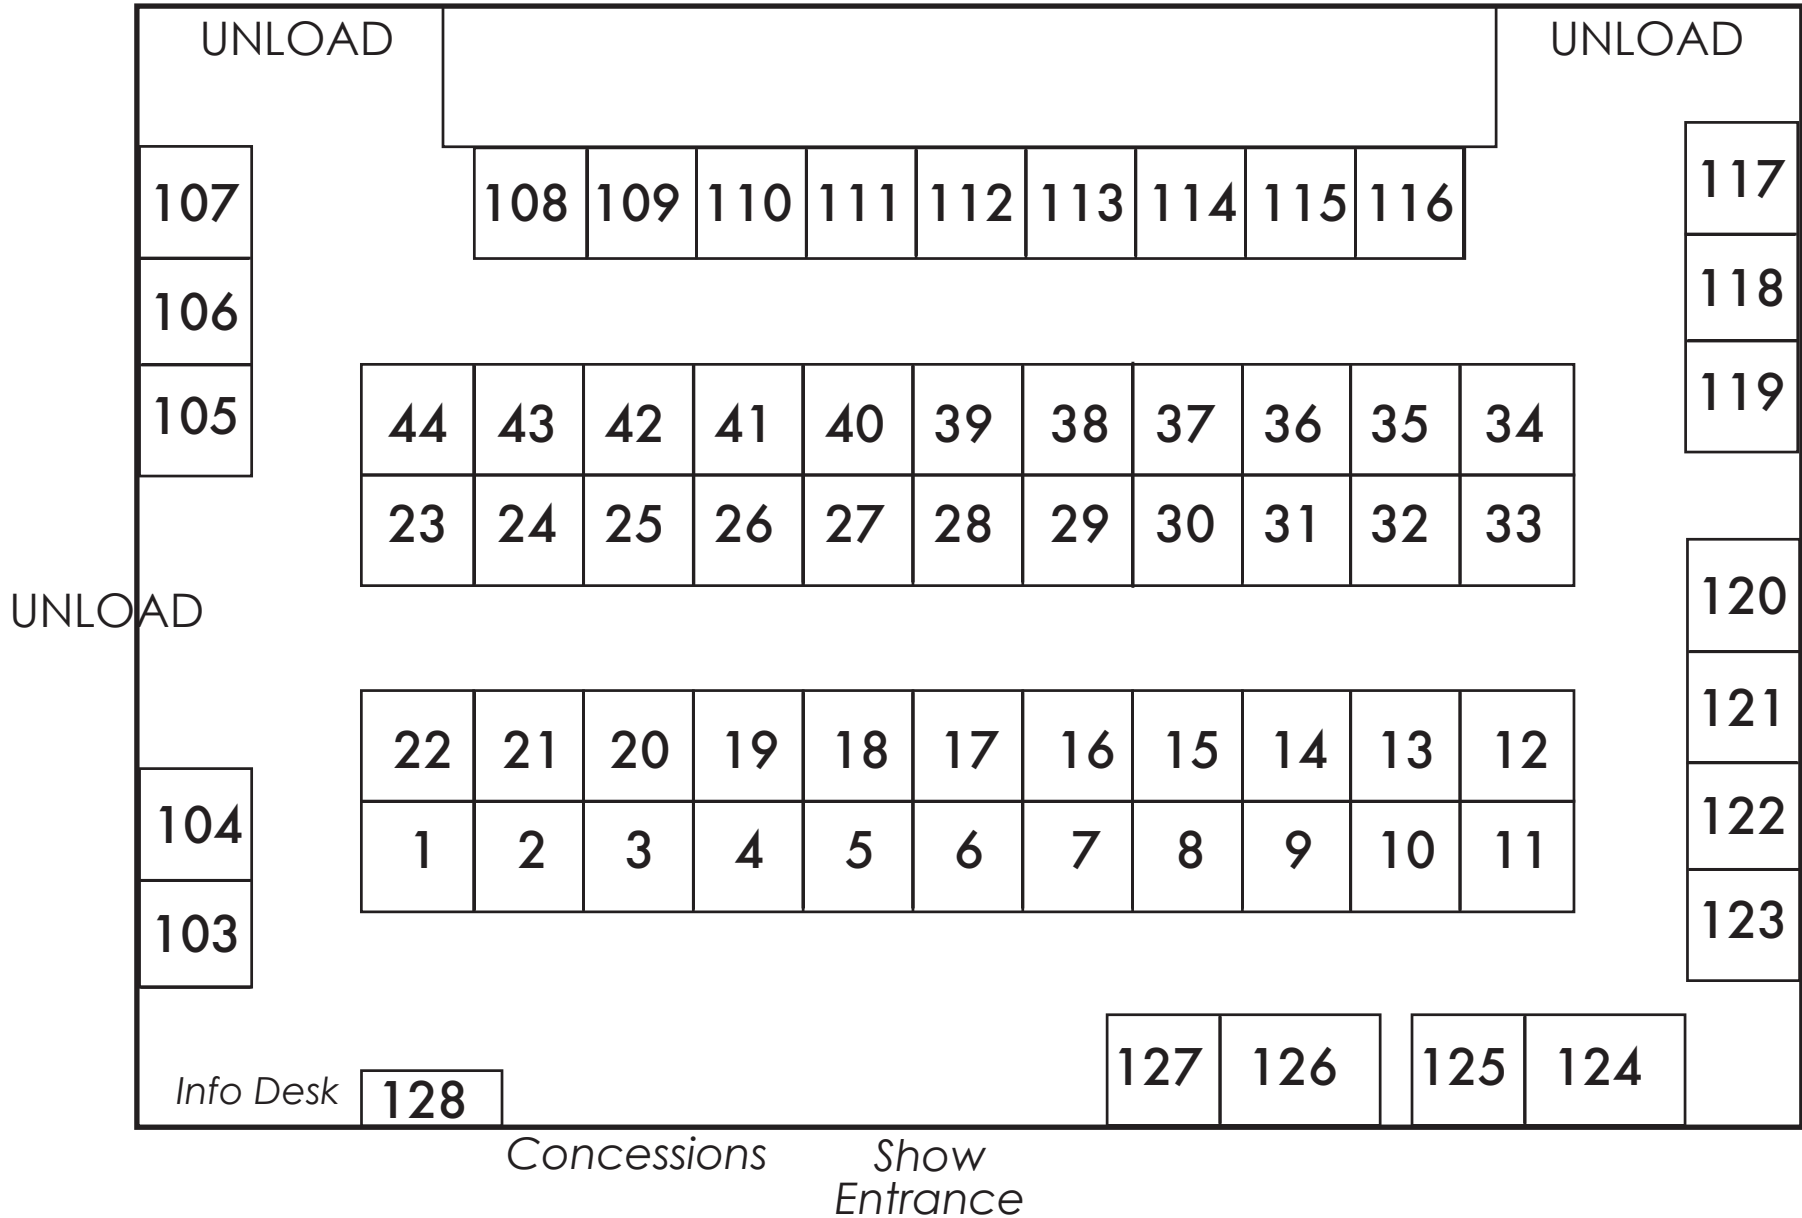 UNLOAD UNLOAD
107 108 109 110 111 112 113 114 115 116 117
106 118
105 119
44 43 42 41 40 39 38 37 36 35 34
23 24 25 26 27 28 29 30 31 32 33
UNLOAD 120
121
22 21 20 19 18 17 16 15 14 13 12
104 122
1 2 3 4 5 6 7 8 9 10 11
103 123
127 126 125 124
Info Desk 128
Concessions Show
Entrance